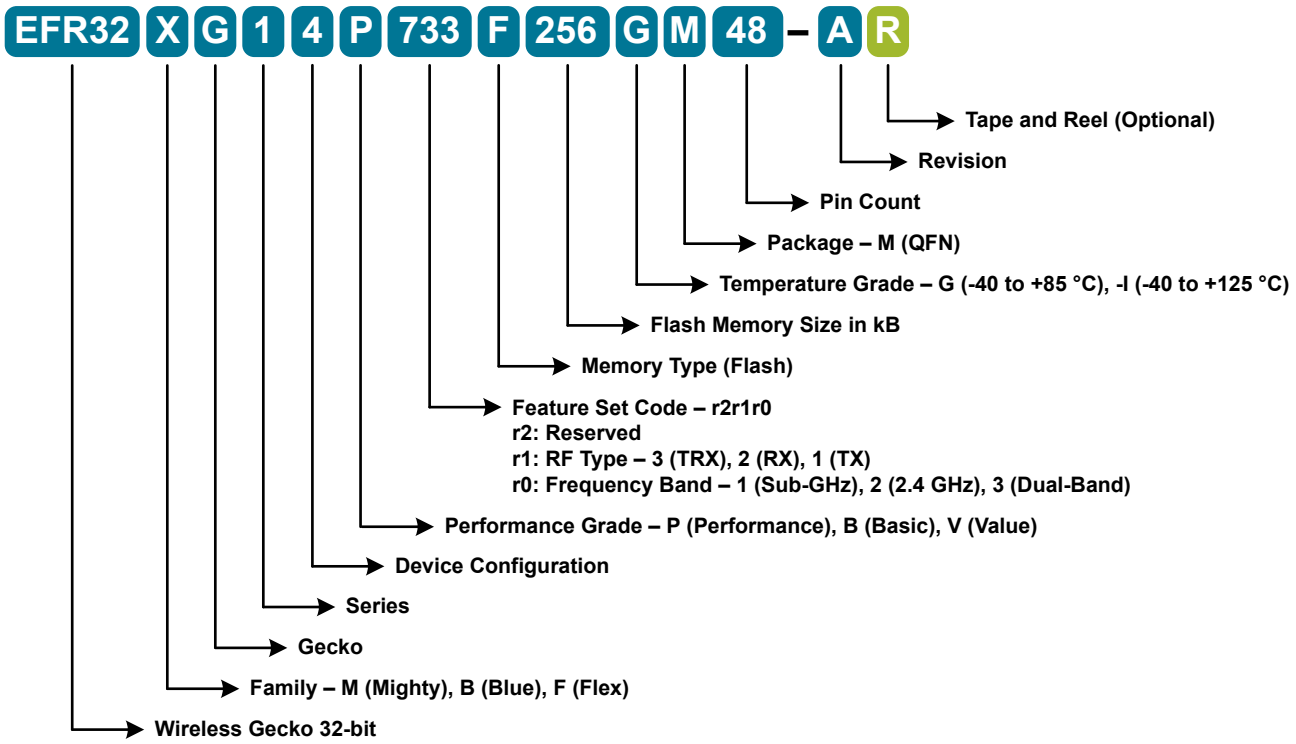 EFR32 X G 1 4 P 733 F 256 G M 48 – A R
Tape and Reel (Optional)
Revision
Pin Count
Package – M (QFN)
Temperature Grade – G (-40 to +85 °C), -I (-40 to +125 °C)
Flash Memory Size in kB
Memory Type (Flash)
Feature Set Code – r2r1r0
r2: Reserved
r1: RF Type – 3 (TRX), 2 (RX), 1 (TX)
r0: Frequency Band – 1 (Sub-GHz), 2 (2.4 GHz), 3 (Dual-Band)
Performance Grade – P (Performance), B (Basic), V (Value)
Device Configuration
Series
Gecko
Family – M (Mighty), B (Blue), F (Flex)
Wireless Gecko 32-bit